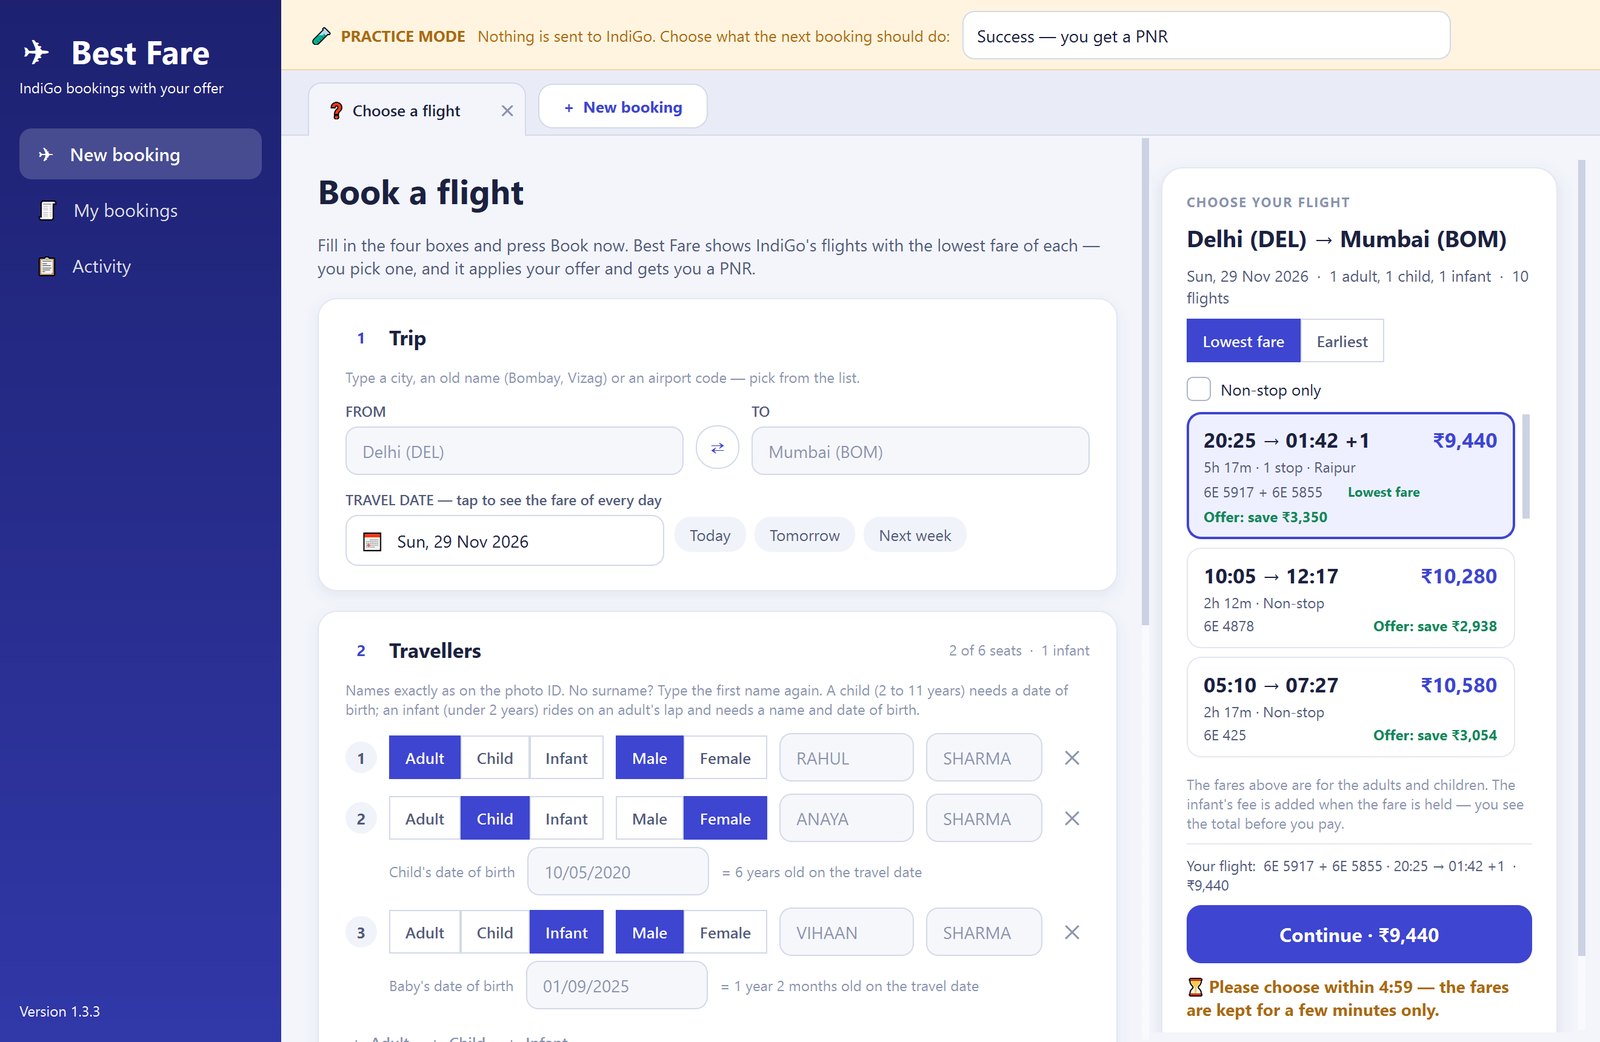 ✈ Best Fare
IndiGo bookings with your offer
✈ New booking
My bookings
Activity
Version 1.3.3
PRACTICE MODE Nothing is sent to IndiGo. Choose what the next booking should do:
Success — you get a PNR
❓ Choose a flight ✕
+ New booking
Book a flight
Fill in the four boxes and press Book now. Best Fare shows IndiGo's flights with the lowest fare of each —
you pick one, and it applies your offer and gets you a PNR.
1 Trip
Type a city, an old name (Bombay, Vizag) or an airport code — pick from the list.
FROM TO
Delhi (DEL) ⇄ Mumbai (BOM)
TRAVEL DATE — tap to see the fare of every day
Sun, 29 Nov 2026 Today Tomorrow Next week
2 Travellers 2 of 6 seats · 1 infant
Names exactly as on the photo ID. No surname? Type the first name again. A child (2 to 11 years) needs a date of
birth; an infant (under 2 years) rides on an adult's lap and needs a name and date of birth.
1 Adult Child Infant Male Female RAHUL SHARMA ✕
2 Adult Child Infant Male Female ANAYA SHARMA ✕
Child's date of birth 10/05/2020 = 6 years old on the travel date
3 Adult Child Infant Male Female VIHAAN SHARMA ✕
Baby's date of birth 01/09/2025 = 1 year 2 months old on the travel date
+ Adult + Child + Infant
CHOOSE YOUR FLIGHT
Delhi (DEL) → Mumbai (BOM)
Sun, 29 Nov 2026 · 1 adult, 1 child, 1 infant · 10
flights
Lowest fare Earliest
Non-stop only
20:25 → 01:42 +1 ₹9,440
5h 17m · 1 stop · Raipur
6E 5917 + 6E 5855 Lowest fare
Offer: save ₹3,350
10:05 → 12:17 ₹10,280
2h 12m · Non-stop
6E 4878 Offer: save ₹2,938
05:10 → 07:27 ₹10,580
2h 17m · Non-stop
6E 425 Offer: save ₹3,054
The fares above are for the adults and children. The
infant's fee is added when the fare is held — you see
the total before you pay.
Your flight: 6E 5917 + 6E 5855 · 20:25 → 01:42 +1 ·
₹9,440
Continue · ₹9,440
Please choose within 4:59 — the fares
are kept for a few minutes only.